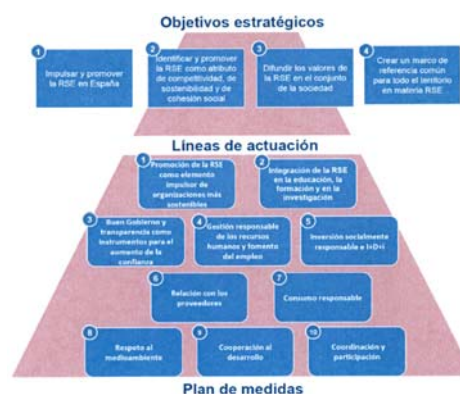 Objetivos estratégicos
1
Impulsar y promover
la RSE en España
2
Identificar y promover
la RSE como atributo
de competitividad, de
sostenibilidad y de
cohesión social
3
Difundir los valores de
la RSE en el conjunto
de la sociedad
4
Crear un marco de
referencia común
para todo el territorio
en materia RSE
Líneas de actuación
1
Promoción de la RSE
como elemento
impulsor de
organizaciones más
sostenibles
2
Integración de la RSE
en la educación, la
formación y en la
investigación
3
Buen Gobierno y
transparencia como
instrumentos para el
aumento de la
confianza
4
Gestión responsable
de los recursos
humanos y fomento
del empleo
5
Inversión socialmente
responsable e I+D+i
6
Relación con los
proveedores
7
Consumo responsable
8
Respeto al
medioambiente
9
Cooperación al
desarrollo
10
Coordinación y
participación
Plan de medidas